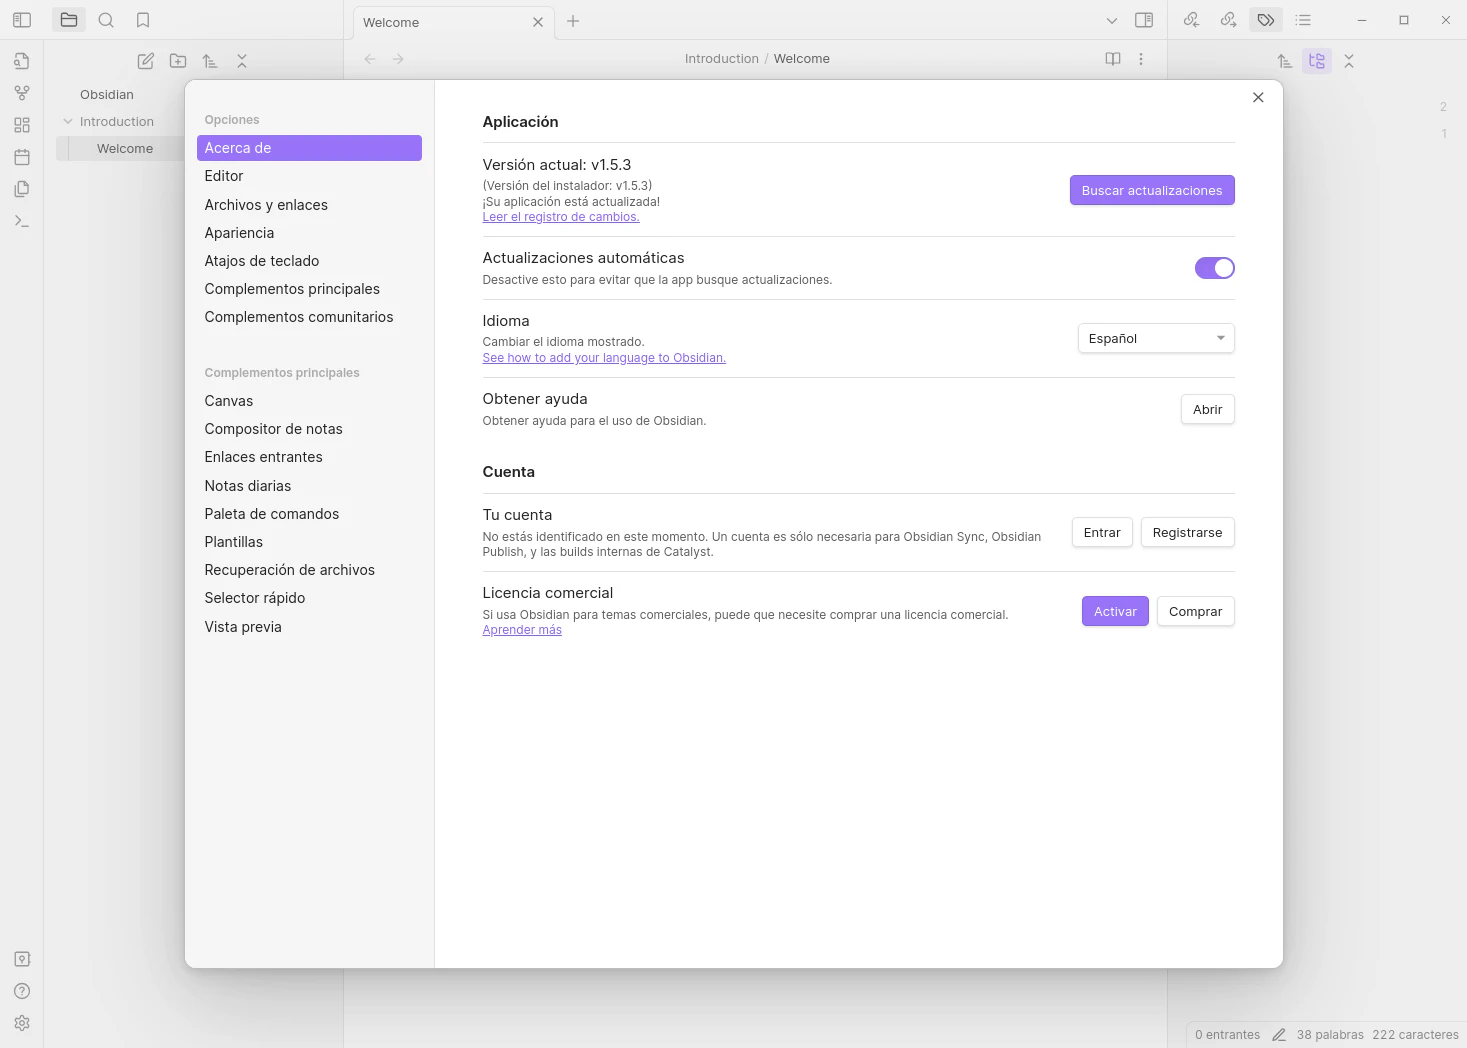 Welcome
Introduction / Welcome
Obsidian
Introduction
Welcome
2
1
Opciones
Acerca de
Editor
Archivos y enlaces
Apariencia
Atajos de teclado
Complementos principales
Complementos comunitarios
Complementos principales
Canvas
Compositor de notas
Enlaces entrantes
Notas diarias
Paleta de comandos
Plantillas
Recuperación de archivos
Selector rápido
Vista previa
Aplicación
Versión actual: v1.5.3
(Versión del instalador: v1.5.3)
¡Su aplicación está actualizada!
Leer el registro de cambios.
Buscar actualizaciones
Actualizaciones automáticas
Desactive esto para evitar que la app busque actualizaciones.
Idioma
Cambiar el idioma mostrado.
See how to add your language to Obsidian.
Español
Obtener ayuda
Obtener ayuda para el uso de Obsidian.
Abrir
Cuenta
Tu cuenta
No estás identificado en este momento. Un cuenta es sólo necesaria para Obsidian Sync, Obsidian
Publish, y las builds internas de Catalyst.
Entrar Registrarse
Licencia comercial
Si usa Obsidian para temas comerciales, puede que necesite comprar una licencia comercial.
Aprender más
Activar Comprar
0 entrantes 38 palabras 222 caracteres